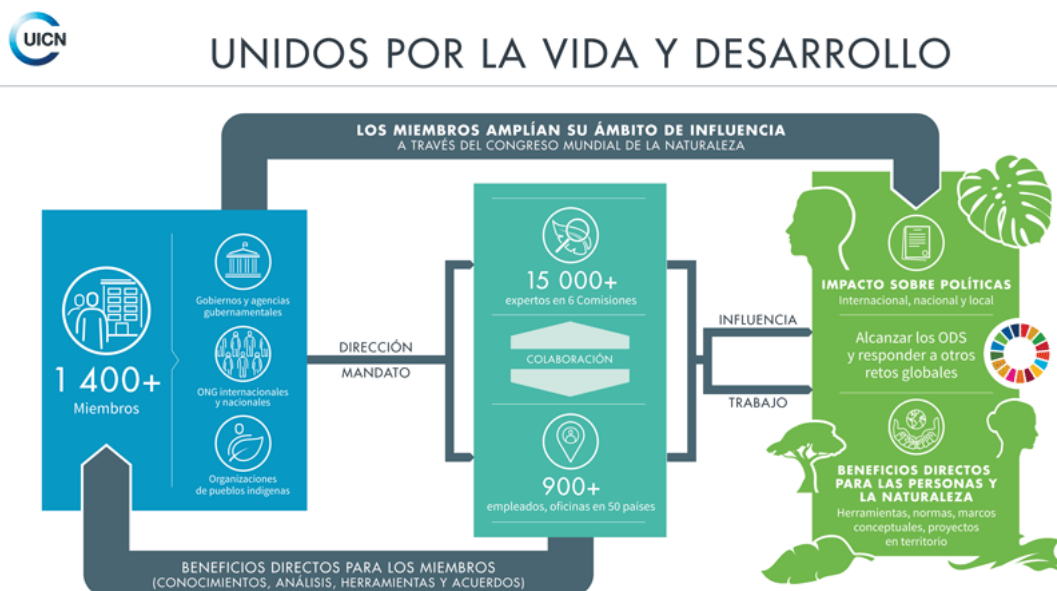 UICN
UNIDOS POR LA VIDA Y DESARROLLO
LOS MIEMBROS AMPLÍAN SU ÁMBITO DE INFLUENCIA
A TRAVÉS DEL CONGRESO MUNDIAL DE LA NATURALEZA
1 400+
Miembros
Gobiernos y agencias
gubernamentales
ONG internacionales
y nacionales
Organizaciones
de pueblos indígenas
DIRECCIÓN
MANDATO
15 000+
expertos en 6 Comisiones
COLABORACIÓN
900+
empleados, oficinas en 50 países
INFLUENCIA
TRABAJO
IMPACTO SOBRE POLÍTICAS
Internacional, nacional y local
Alcanzar los ODS
y responder a otros
retos globales
BENEFICIOS DIRECTOS
PARA LAS PERSONAS Y
LA NATURALEZA
Herramientas, normas, marcos
conceptuales, proyectos
en territorio
BENEFICIOS DIRECTOS PARA LOS MIEMBROS
(CONOCIMIENTOS, ANÁLISIS, HERRAMIENTAS Y ACUERDOS)